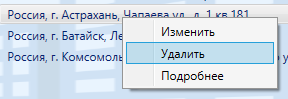 Россия, г. Астрахань, Чапаева ул, д. 1 кв 181
Россия, г. Батайск, Ле
Россия, г. Комсомоль
Изменить
Удалить
Подробнее